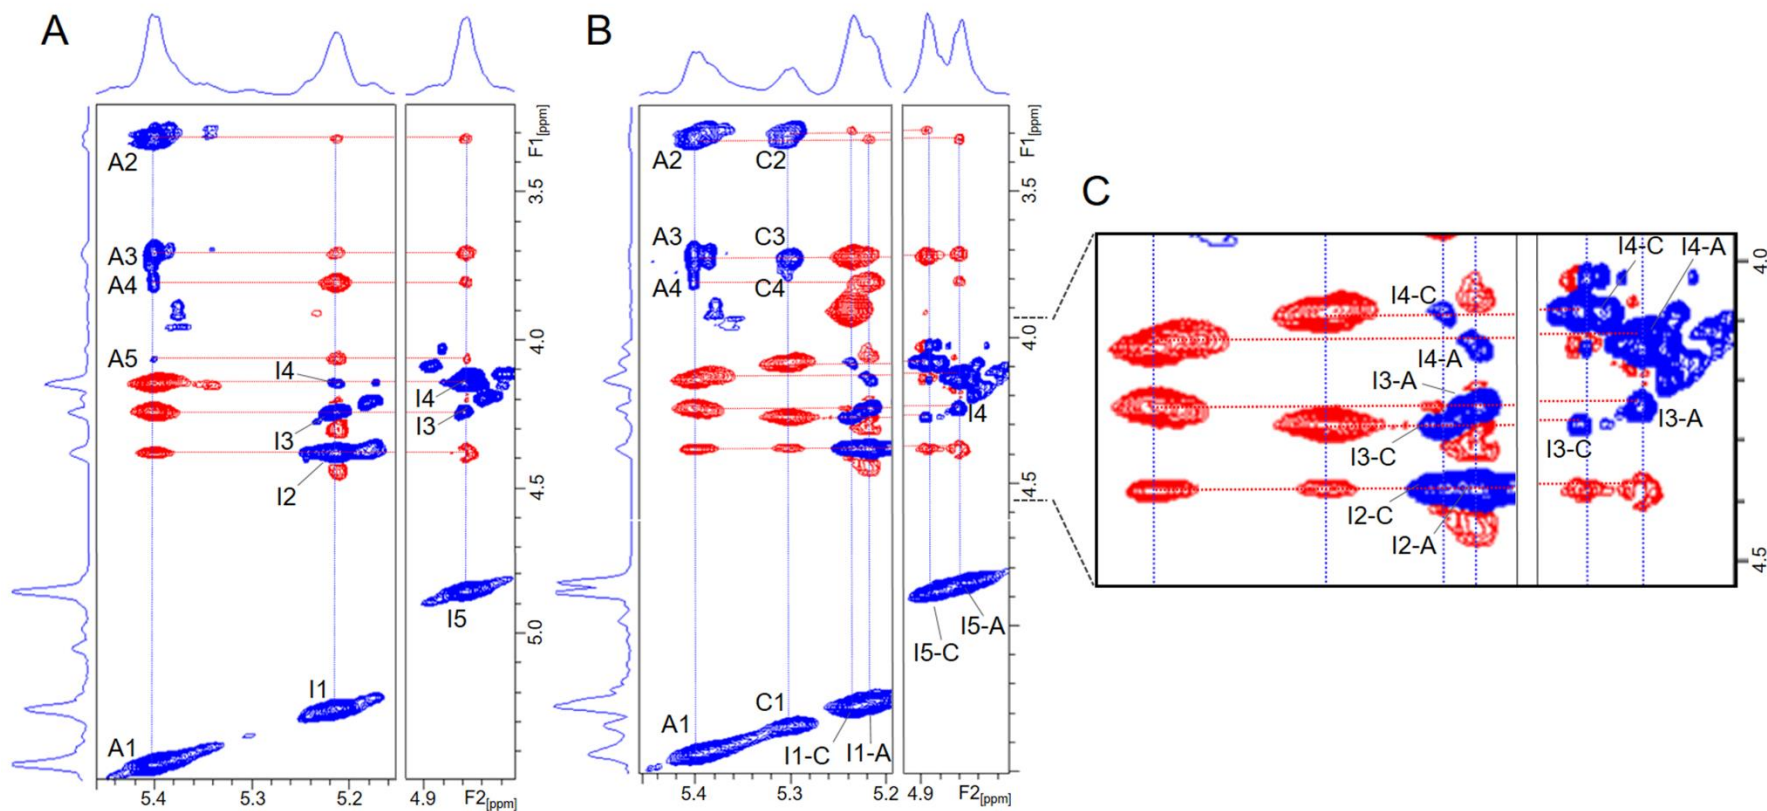 A
A2
A3
A4
A5
I4
I3
I2
I4
I3
I5
I1
A1
F1[ppm]
3.5
4.0
4.5
5.0
5.4
5.3
5.2
4.9
F2[ppm]
B
A2
C2
A3
C3
A4
C4
I4
I5-A
I5-C
A1
C1
I1-C
I1-A
F1[ppm]
3.5
4.0
4.5
5.4
5.3
5.2
4.9
F2[ppm]
C
I4-C
I4-A
I4-C
I4-A
I3-A
I3-C
I3-A
I3-C
I2-C
I2-A
4.0
4.5